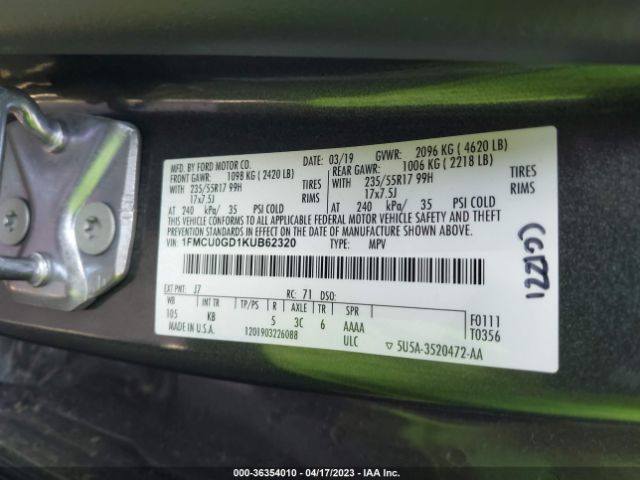 MFD. BY FORD MOTOR CO.
DATE: 03/19 GVWR: 2096 KG ( 4620 LB)
FRONT GAWR: 1098 KG ( 2420 LB)
REAR GAWR: 1006 KG ( 2218 LB)
WITH 235/55R17 99H TIRES
17x7.5J RIMS
AT 240 kPa/ 35 PSI COLD
WITH 235/55R17 99H TIRES
17x7.5J RIMS
AT 240 kPa/ 35 PSI COLD
THIS VEHICLE CONFORMS TO ALL APPLICABLE FEDERAL MOTOR VEHICLE SAFETY AND THEFT
PREVENTION STANDARDS IN EFFECT ON THE DATE OF MANUFACTURE SHOWN ABOVE.
VIN: 1FMCU0GD1KUB62320 TYPE: MPV
EXT PNT: J7 RC: 71 DSO:
WB INT TR TP/PS R AXLE TR SPR
105 KB 5 3C 6 AAAA
MADE IN U.S.A. 1201903226088 ULC
F0111
T0356
▽ 5U5A-3520472-AA
000-36354010 - 04/17/2023 - IAA Inc.